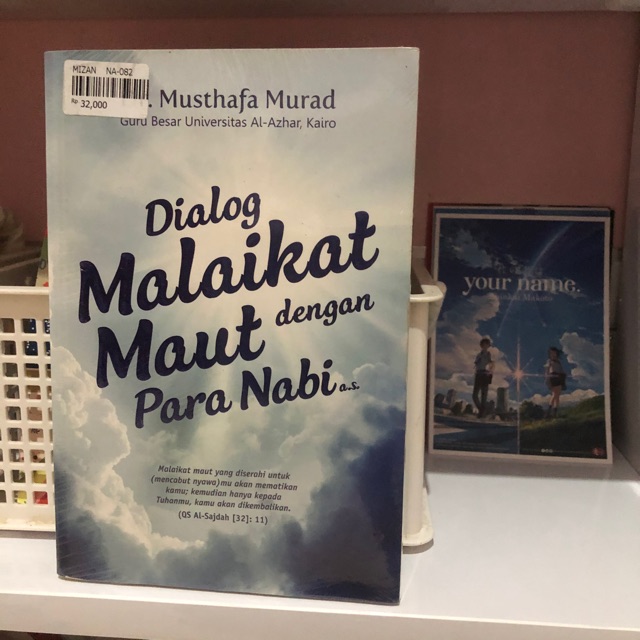 MIZAN NA-082
Rp 32,000
. Musthafa Murad
Guru Besar Universitas Al-Azhar, Kairo
Dialog
Malaikat
Maut dengan
Para Nabi a.s.
Malaikat maut yang diserahi untuk
(mencabut nyawa)mu akan mematikan
kamu; kemudian hanya kepada
Tuhanmu, kamu akan dikembalikan.
(QS Al-Sajdah [32]: 11)
your name.